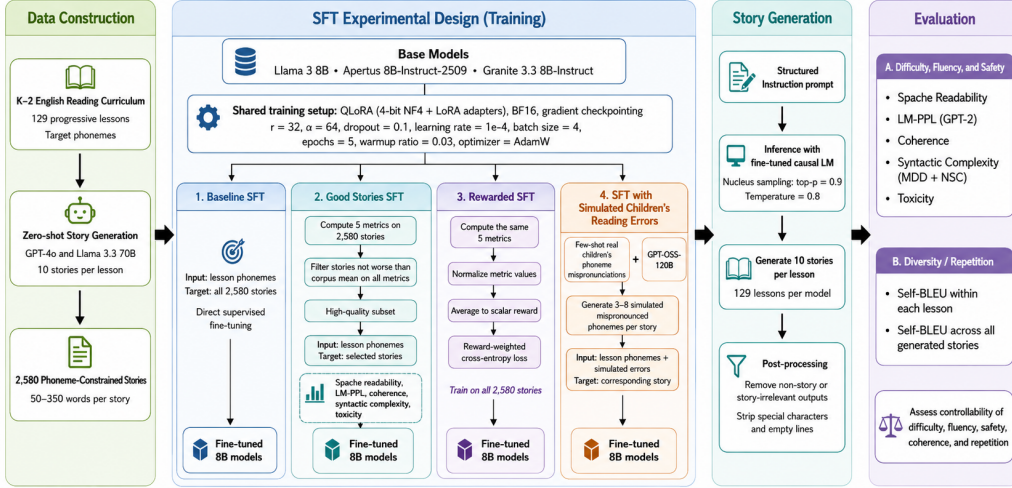 Data Construction
K–2 English Reading Curriculum
129 progressive lessons
Target phonemes
Zero-shot Story Generation
GPT-4o and Llama 3.3 70B
10 stories per lesson
2,580 Phoneme-Constrained Stories
50–350 words per story
SFT Experimental Design (Training)
Base Models
Llama 3 8B • Apertus 8B-Instruct-2509 • Granite 3.3 8B-Instruct
Shared training setup: QLoRA (4-bit NF4 + LoRA adapters), BF16, gradient checkpointing
r = 32, α = 64, dropout = 0.1, learning rate = 1e-4, batch size = 4,
epochs = 5, warmup ratio = 0.03, optimizer = AdamW
1. Baseline SFT
Input: lesson phonemes
Target: all 2,580 stories
Direct supervised
fine-tuning
Fine-tuned
8B models
2. Good Stories SFT
Compute 5 metrics on
2,580 stories
Filter stories not worse than
corpus mean on all metrics
High-quality subset
Input: lesson phonemes
Target: selected stories
Spache readability,
LM-PPL, coherence,
syntactic complexity,
toxicity
Fine-tuned
8B models
3. Rewarded SFT
Compute the same
5 metrics
Normalize metric values
Average to scalar reward
Reward-weighted
cross-entropy loss
Train on all 2,580 stories
Fine-tuned
8B models
4. SFT with
Simulated Children's
Reading Errors
Few-shot real
children's
phoneme
mispronunciations
+
GPT-OSS-
120B
Generate 3–8 simulated
mispronounced
phonemes per story
Input: lesson phonemes +
simulated errors
Target: corresponding story
Fine-tuned
8B models
Story Generation
Structured
Instruction prompt
Inference with
fine-tuned causal LM
Nucleus sampling: top-p = 0.9
Temperature = 0.8
Generate 10 stories
per lesson
129 lessons per model
Post-processing
Remove non-story or
story-irrelevant outputs
Strip special characters
and empty lines
Evaluation
A. Difficulty, Fluency, and Safety
• Spache Readability
• LM-PPL (GPT-2)
• Coherence
• Syntactic Complexity
(MDD + NSC)
• Toxicity
B. Diversity / Repetition
• Self-BLEU within
each lesson
• Self-BLEU across all
generated stories
Assess controllability of
difficulty, fluency, safety,
coherence, and repetition